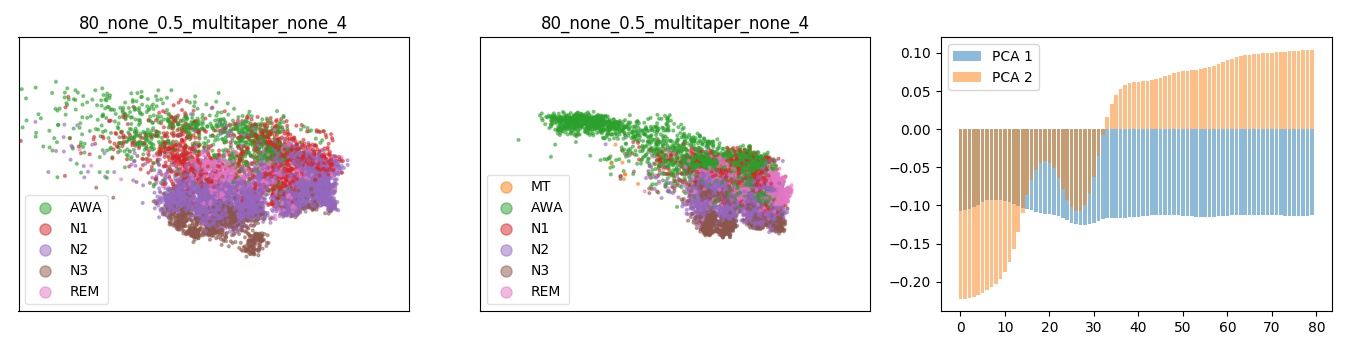 80_none_0.5_multitaper_none_4
AWA
N1
N2
N3
REM
80_none_0.5_multitaper_none_4
MT
AWA
N1
N2
N3
REM
PCA 1
PCA 2
0.10
0.05
0.00
−0.05
−0.10
−0.15
−0.20
0 10 20 30 40 50 60 70 80